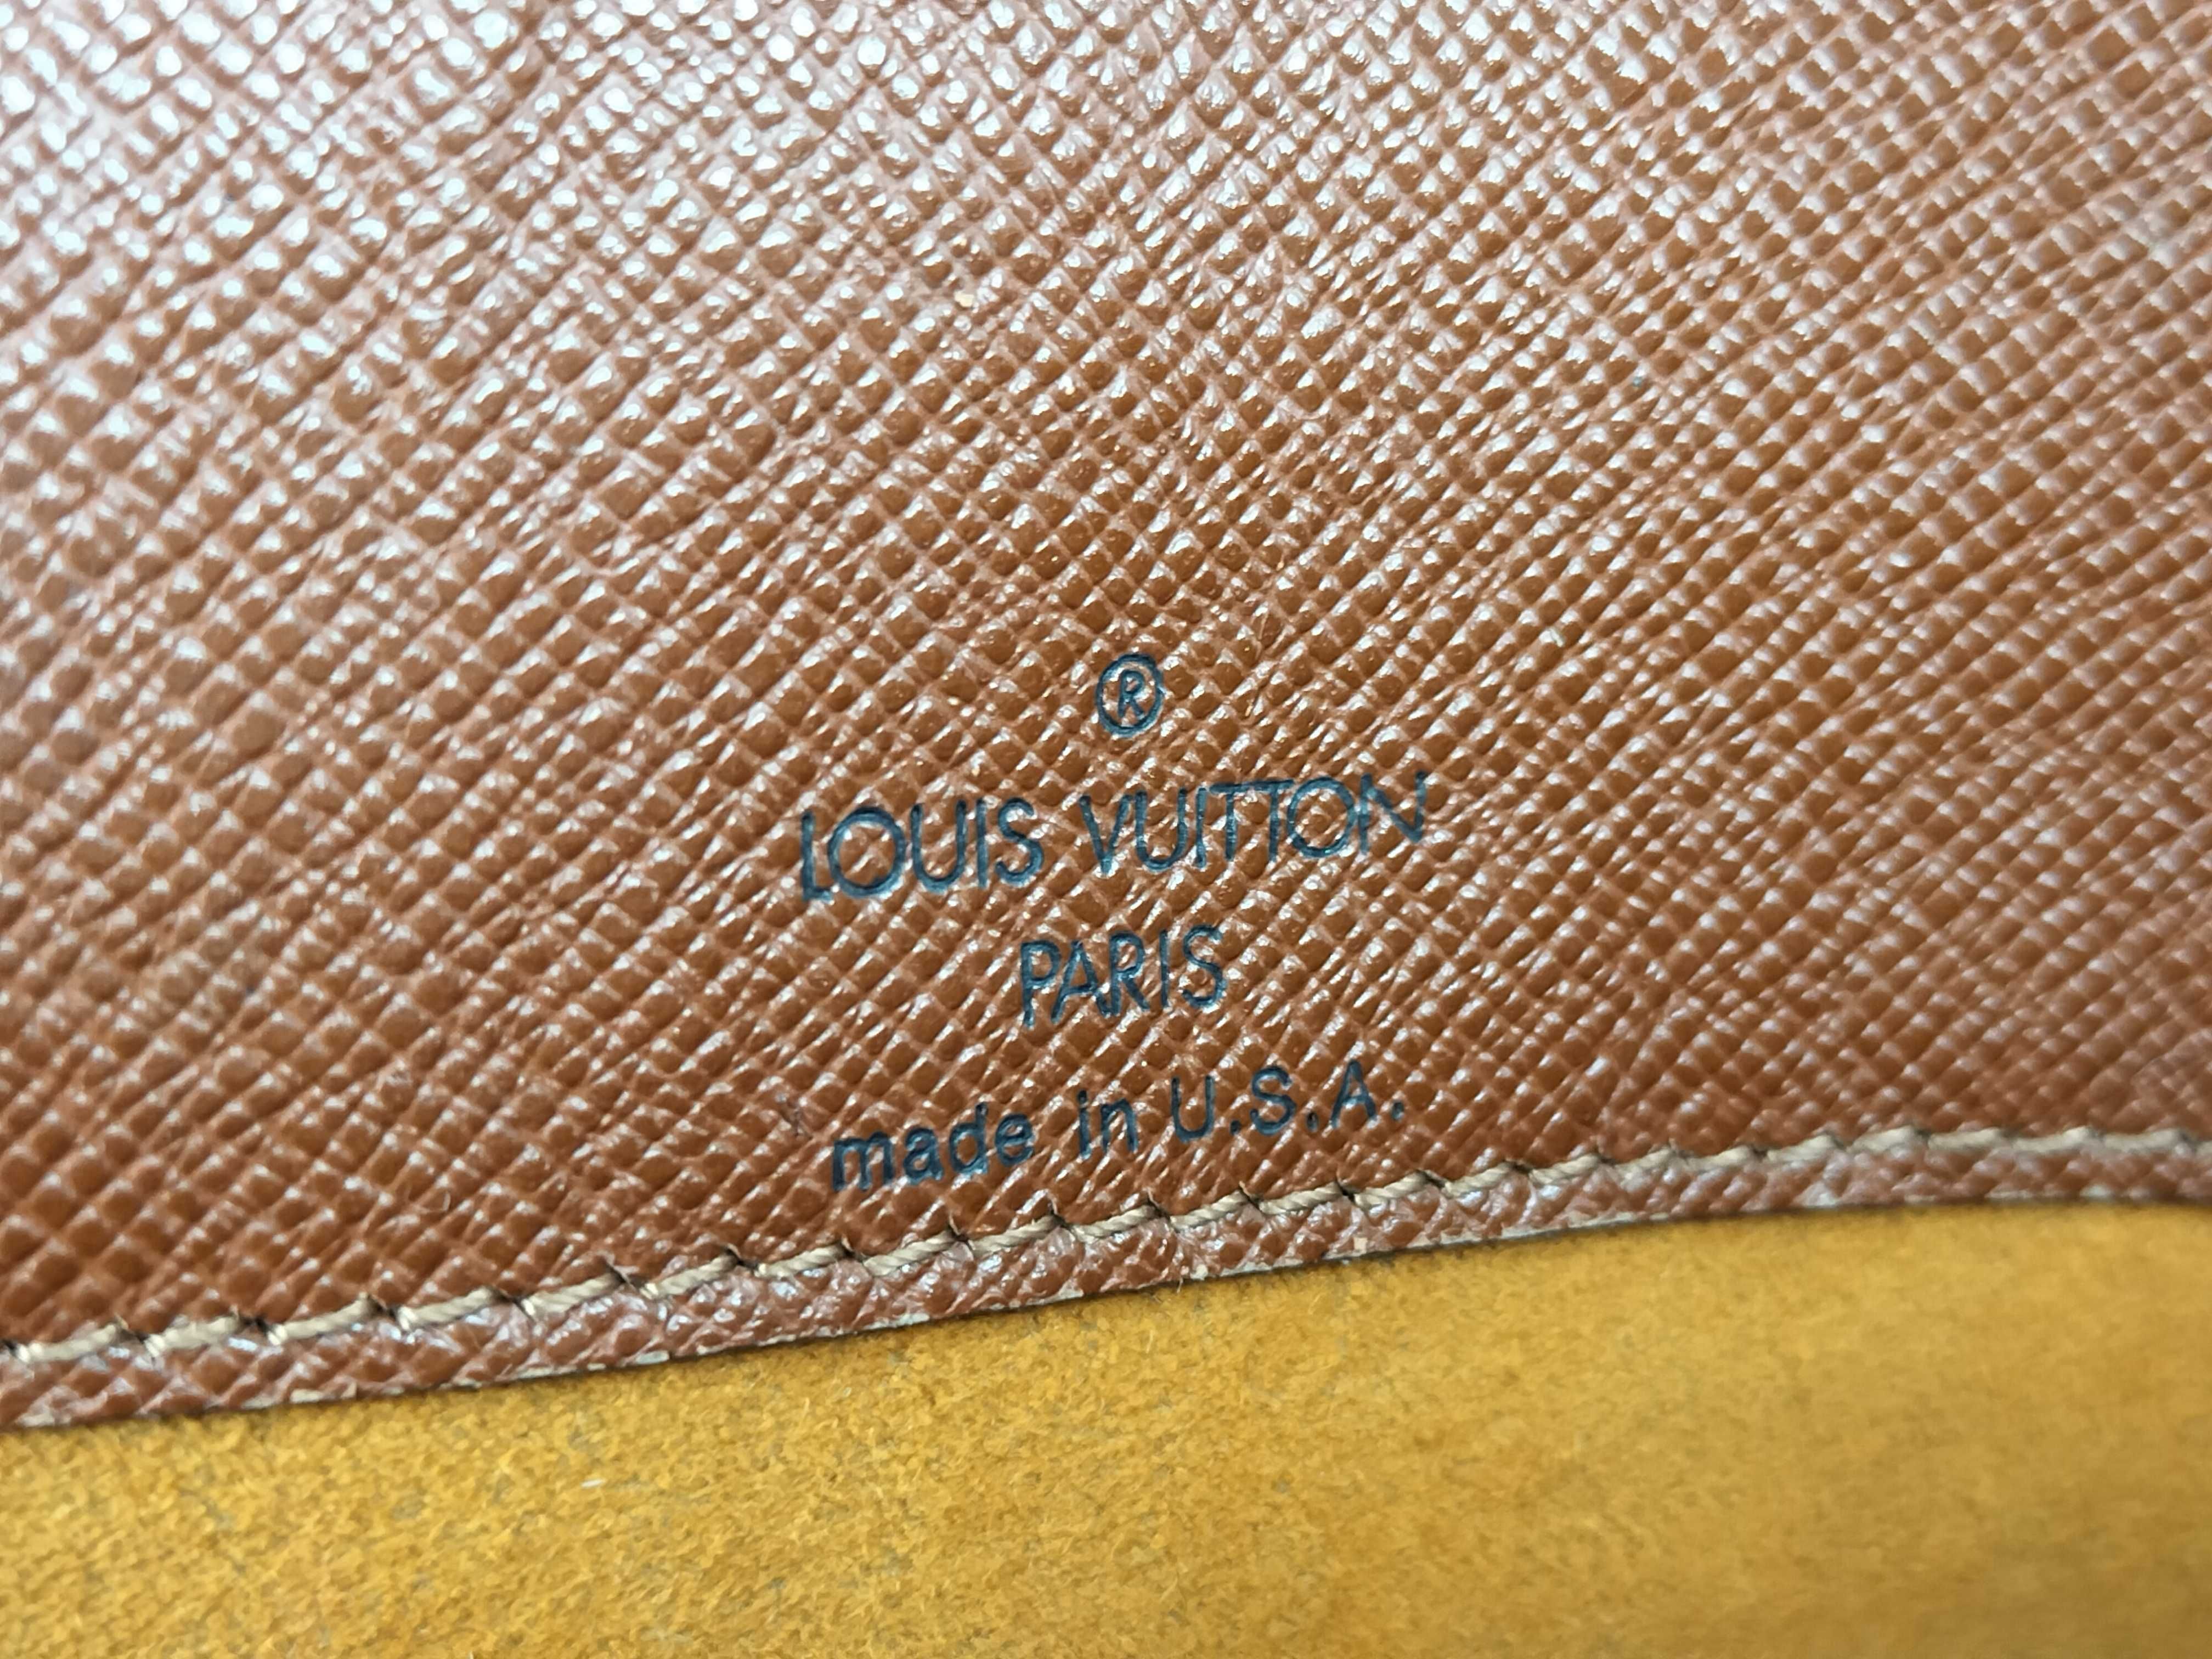 ®
LOUIS VUITTON
PARIS
made in U.S.A.